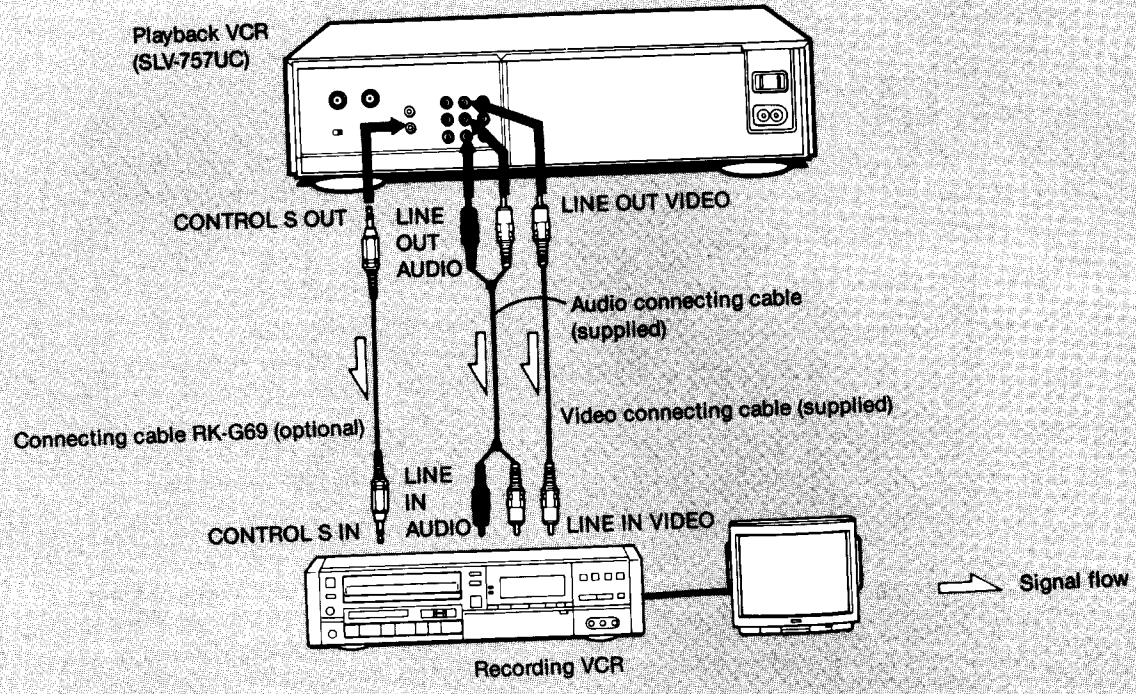 Playback VCR
(SLV-757UC)
CONTROL S OUT
LINE
OUT
AUDIO
LINE OUT VIDEO
Audio connecting cable
(supplied)
Connecting cable RK-G69 (optional)
Video connecting cable (supplied)
CONTROL S IN
LINE
IN
AUDIO
LINE IN VIDEO
Signal flow
Recording VCR